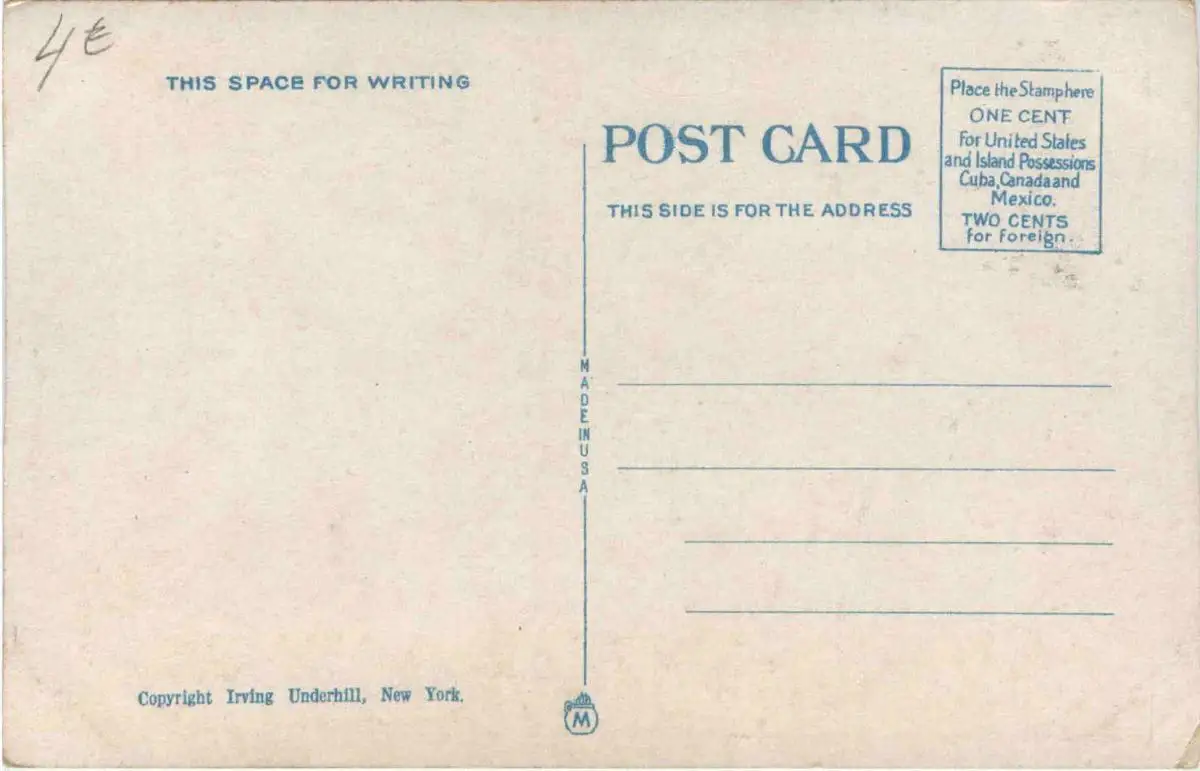 4¢
THIS SPACE FOR WRITING
POST CARD
THIS SIDE IS FOR THE ADDRESS
Place the Stamp here
ONE CENT
For United States
and Island Possessions
Cuba, Canada and
Mexico.
TWO CENTS
for foreign.
MADE IN USA
Copyright Irving Underhill, New York.
M